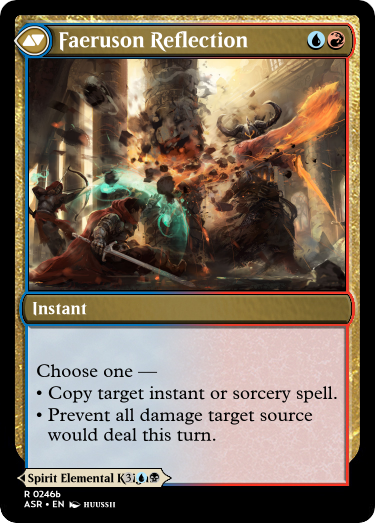 Faeruson Reflection
Instant
Choose one —
• Copy target instant or sorcery spell.
• Prevent all damage target source
would deal this turn.
Spirit Elemental
R 0246b
ASR • EN HUUSSII